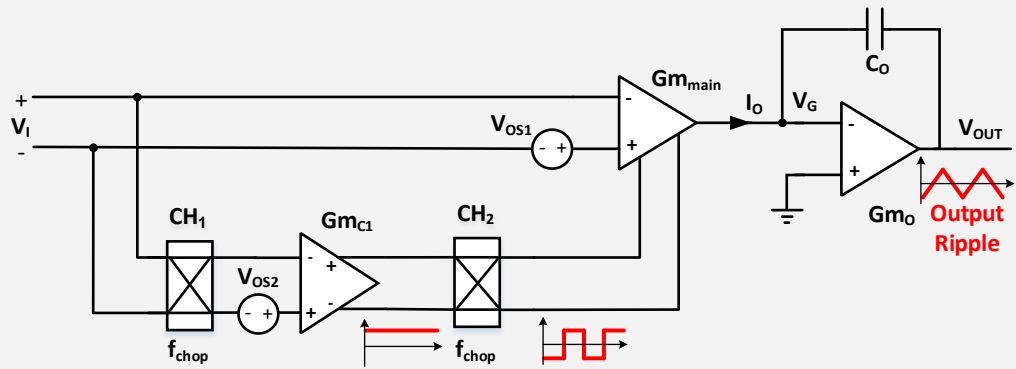 Gm_main
C_O
I_O
V_G
+
V_I
-
V_OS1
- +
-
+
-
+
V_OUT
Gm_O
Output
Ripple
CH_1
Gm_C1
CH_2
V_OS2
- +
-
+
+
-
f_chop
f_chop